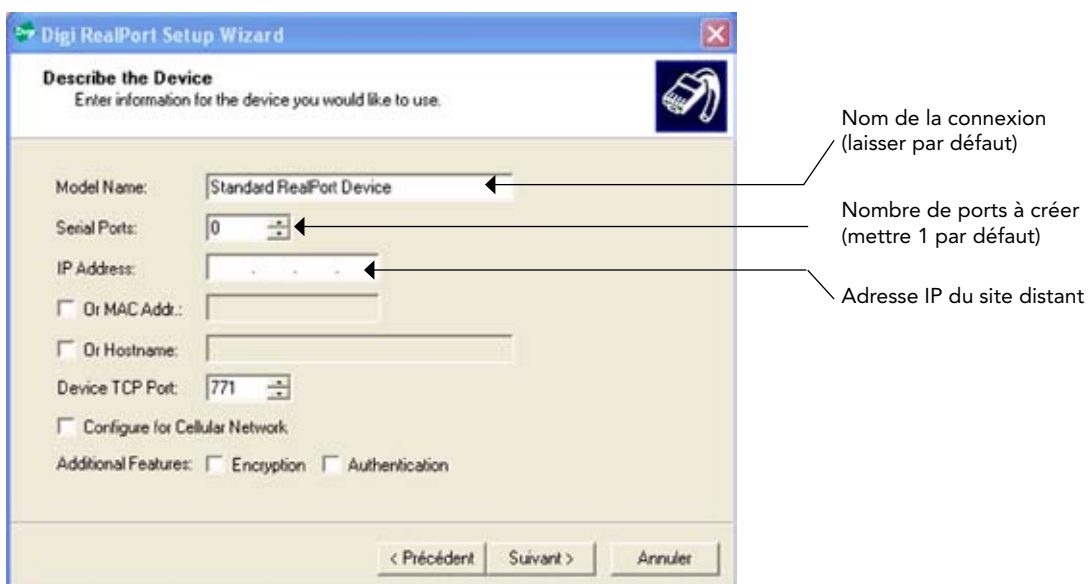 Digi RealPort Setup Wizard
Describe the Device
Enter information for the device you would like to use.
Nom de la connexion
(laisser par défaut)
Model Name: Standard RealPort Device
Nombre de ports à créer
(mettre 1 par défaut)
Serial Ports: 0
IP Address: . . .
Adresse IP du site distant
Or MAC Addr.:
Or Hostname:
Device TCP Port: 771
Configure for Cellular Network
Additional Features: Encryption Authentication
< Précédent Suivant > Annuler